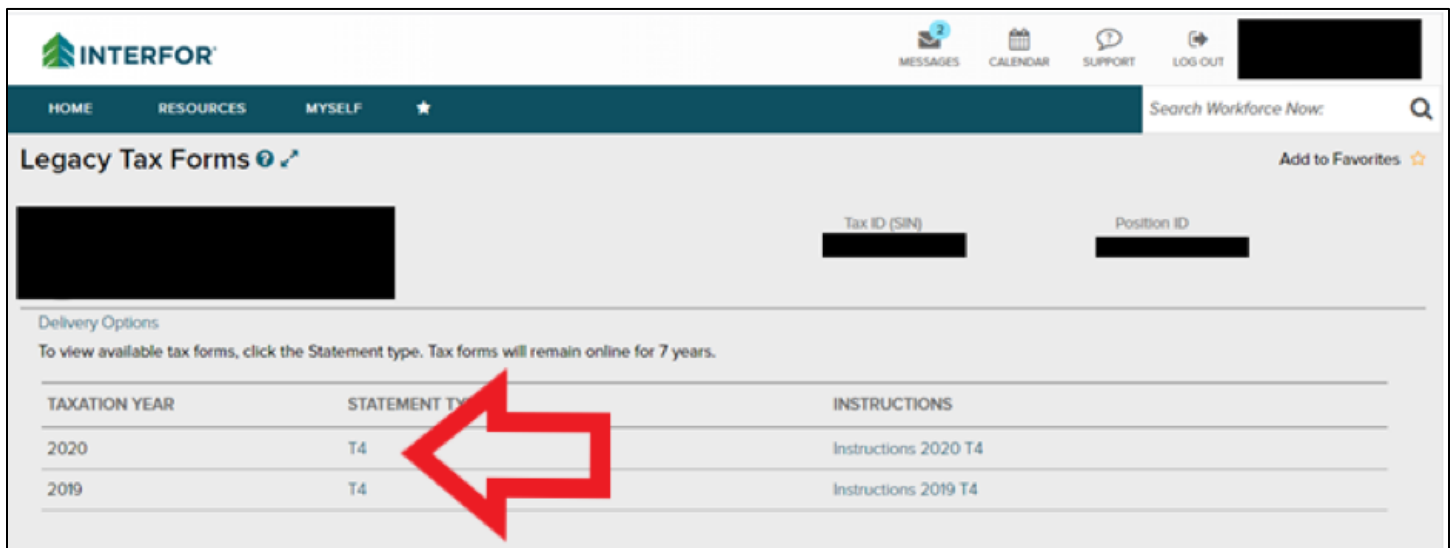 INTERFOR
2
MESSAGES CALENDAR SUPPORT LOG OUT
HOME RESOURCES MYSELF Search Workforce Now:
Legacy Tax Forms ? Add to Favorites
Tax ID (SIN) Position ID
Delivery Options
To view available tax forms, click the Statement type. Tax forms will remain online for 7 years.
TAXATION YEAR STATEMENT INSTRUCTIONS
2020 T4 Instructions 2020 T4
2019 T4 Instructions 2019 T4